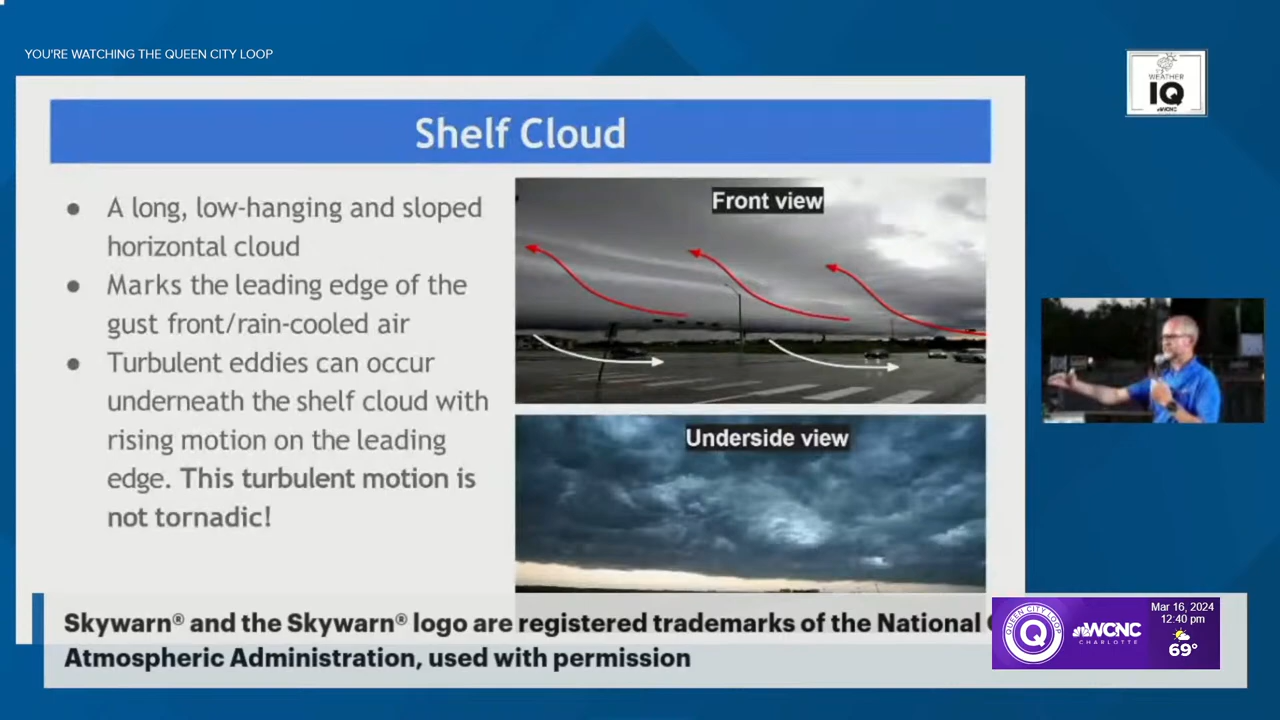 YOU'RE WATCHING THE QUEEN CITY LOOP
WEATHER
IQ
WCNC
Shelf Cloud
● A long, low-hanging and sloped
horizontal cloud
● Marks the leading edge of the
gust front/rain-cooled air
● Turbulent eddies can occur
underneath the shelf cloud with
rising motion on the leading
edge. This turbulent motion is
not tornadic!
Front view
Underside view
Skywarn® and the Skywarn® logo are registered trademarks of the National
Atmospheric Administration, used with permission
QUEEN CITY LOOP
Q
WCNC
CHARLOTTE
Mar 16, 2024
12:40 pm
69°